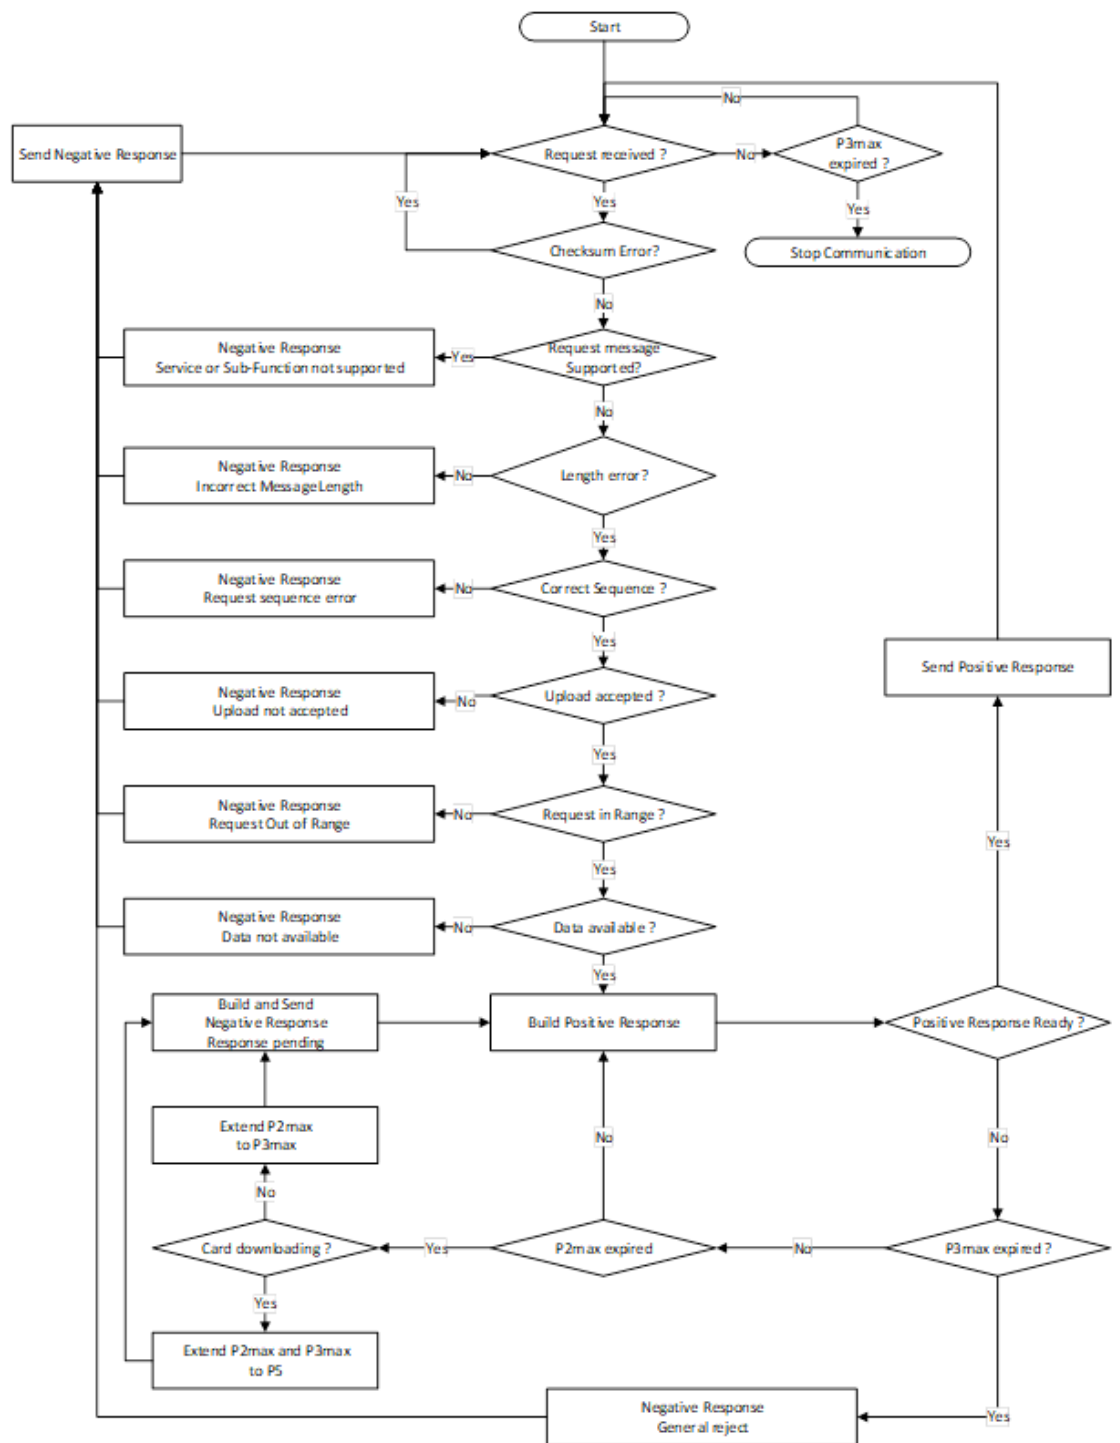 Start
No
Send Negative Response
Request received ?
No
P3max
expired ?
Yes
Yes
Yes
Checksum Error?
Stop Communication
No
Negative Response
Service or Sub-Function not supported
Yes
Request message
Supported?
No
Negative Response
Incorrect MessageLength
No
Length error?
Yes
Negative Response
Request sequence error
No
Correct Sequence ?
Yes
Send Positive Response
Negative Response
Upload not accepted
No
Upload accepted ?
Yes
Negative Response
Request Out of Range
No
Request in Range ?
Yes
Yes
Negative Response
Data not available
No
Data available ?
Yes
Build and Send
Negative Response
Response pending
Build Positive Response
Positive Response Ready ?
Extend P2max
to P3max
No
No
No
Card downloading ?
Yes
P2max expired
No
P3max expired ?
Yes
Extend P2max and P3max
to P5
Negative Response
General reject
Yes